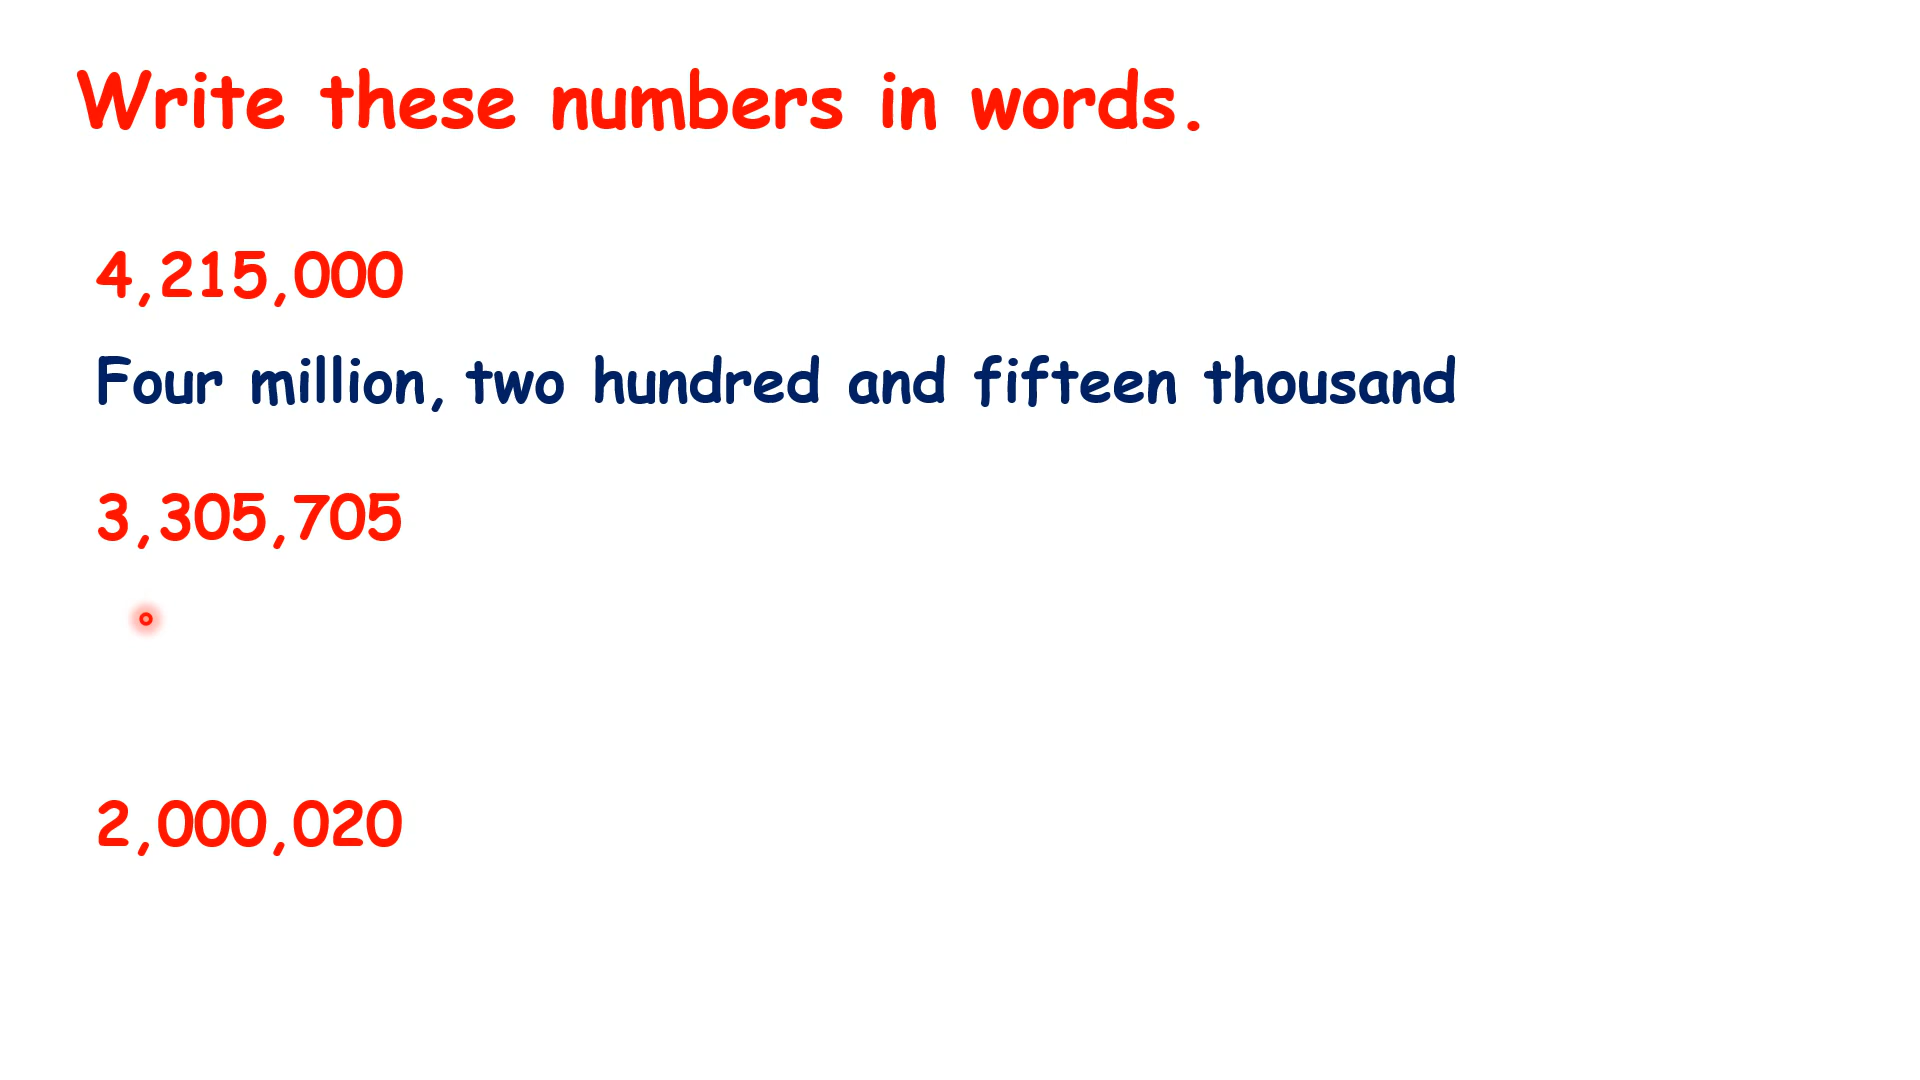 Write these numbers in words.
4,215,000
Four million, two hundred and fifteen thousand
3,305,705
2,000,020